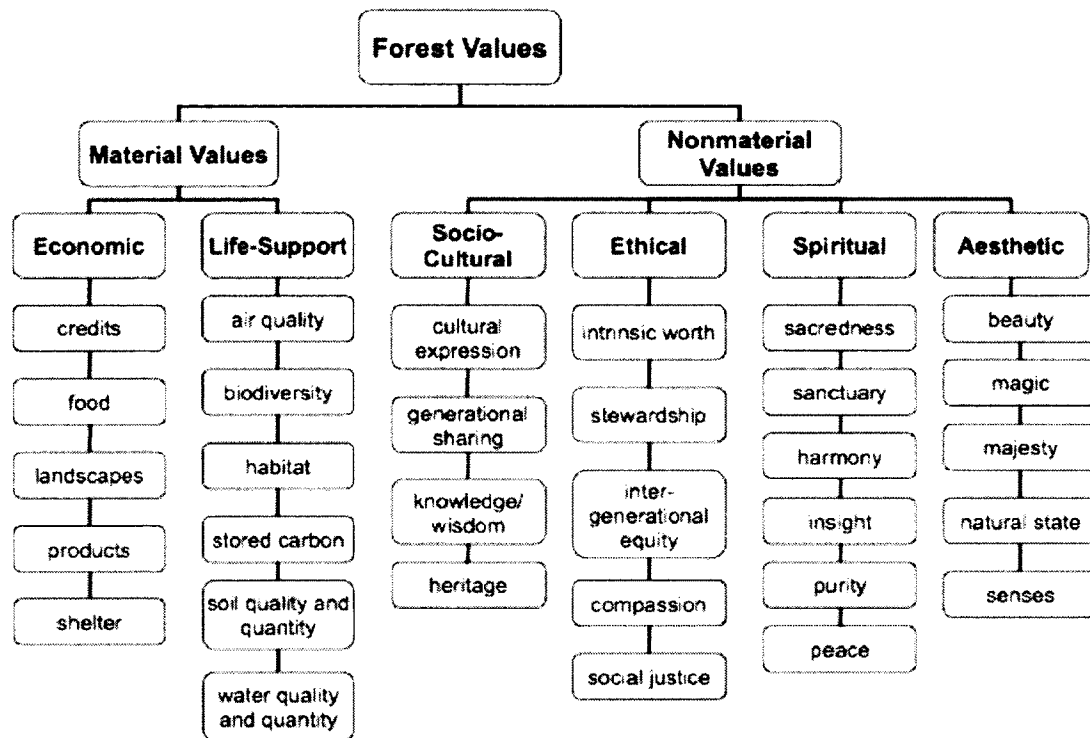 Forest Values
Material Values
Nonmaterial
Values
Economic
credits
food
landscapes
products
shelter
Life-Support
air quality
biodiversity
habitat
stored carbon
soil quality and
quantity
water quality
and quantity
Socio-
Cultural
cultural
expression
generational
sharing
knowledge/
wisdom
heritage
Ethical
intrinsic worth
stewardship
inter-
generational
equity
compassion
social justice
Spiritual
sacredness
sanctuary
harmony
insight
purity
peace
Aesthetic
beauty
magic
majesty
natural state
senses